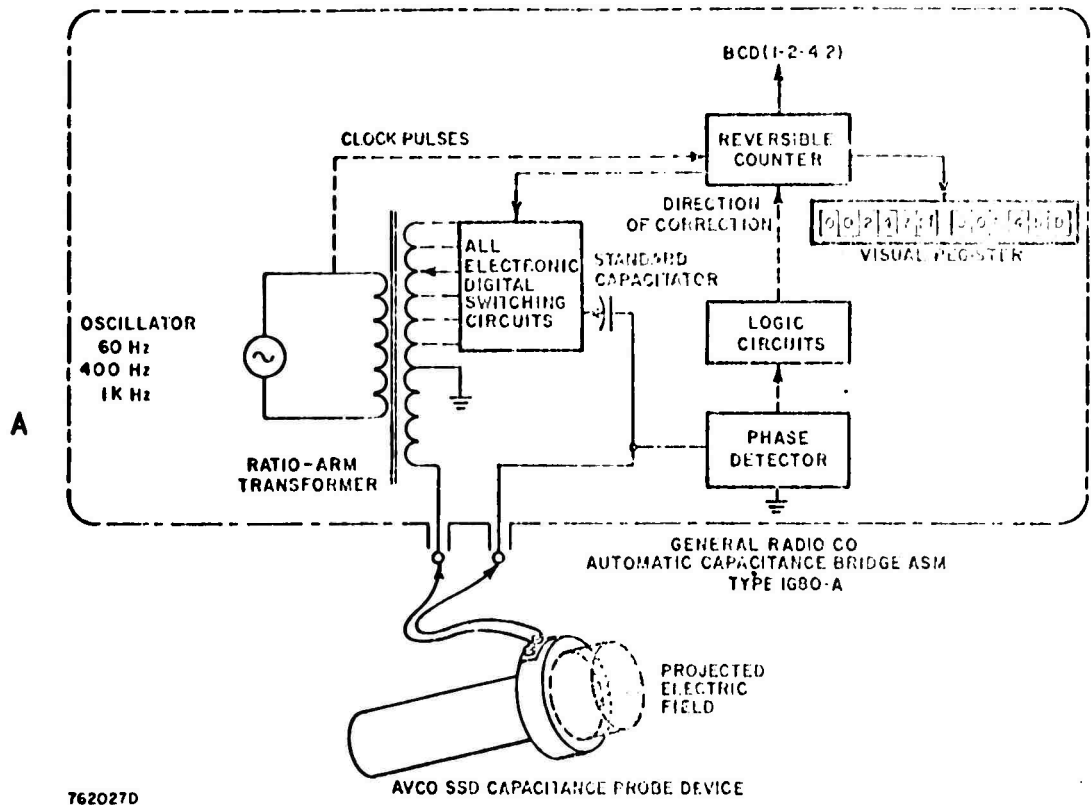 BCD(1-2-4 2)
CLOCK PULSES
REVERSIBLE
COUNTER
DIRECTION
OF CORRECTION
VISUAL REGISTER
ALL
ELECTRONIC
DIGITAL
SWITCHING
CIRCUITS
STANDARD
CAPACITATOR
LOGIC
CIRCUITS
OSCILLATOR
60 Hz
400 Hz
1K Hz
A
PHASE
DETECTOR
RATIO-ARM
TRANSFORMER
GENERAL RADIO CO
AUTOMATIC CAPACITANCE BRIDGE ASM
TYPE 1680-A
PROJECTED
ELECTRIC
FIELD
AVCO SSD CAPACITANCE PROBE DEVICE
762027D